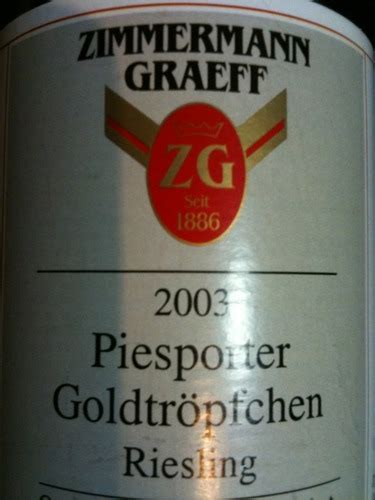 ZIMMERMANN
GRAEFF
ZG
Seit
1886
2003
Piesporter
Goldtröpfchen
Riesling